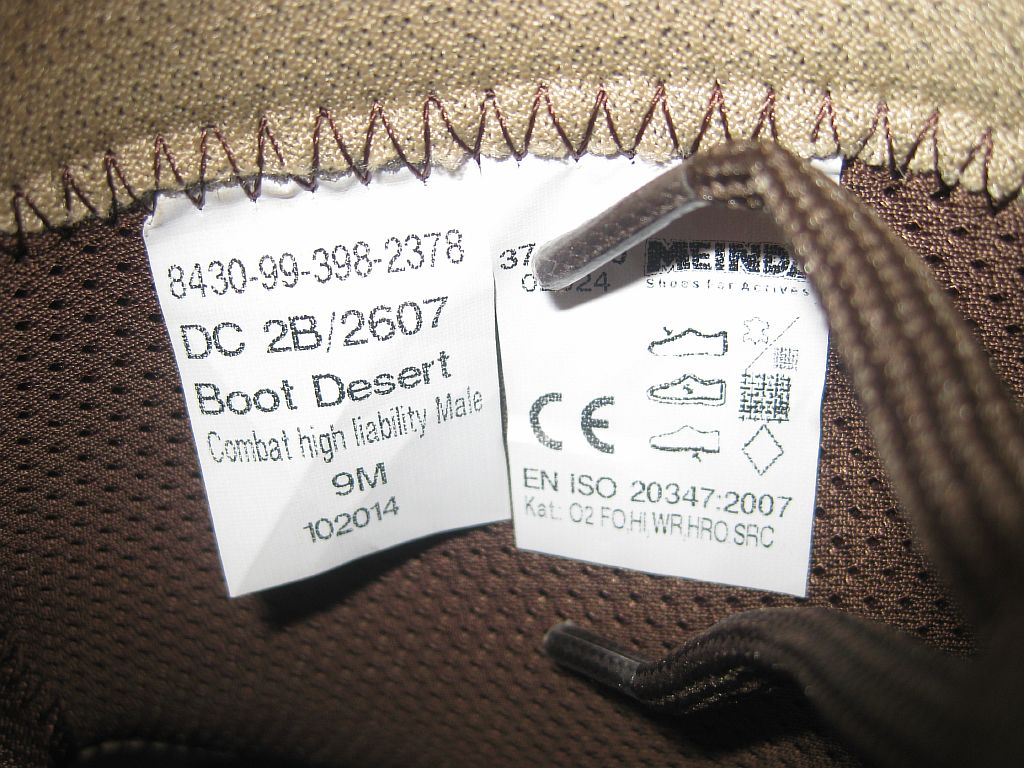 8430-99-398-2378
DC 2B/2607
Boot Desert
Combat high liability Male
9M
102014
Shoes For Actives
CE
EN ISO 20347:2007
Kat: O2 FO,HI,WR,HRO SRC